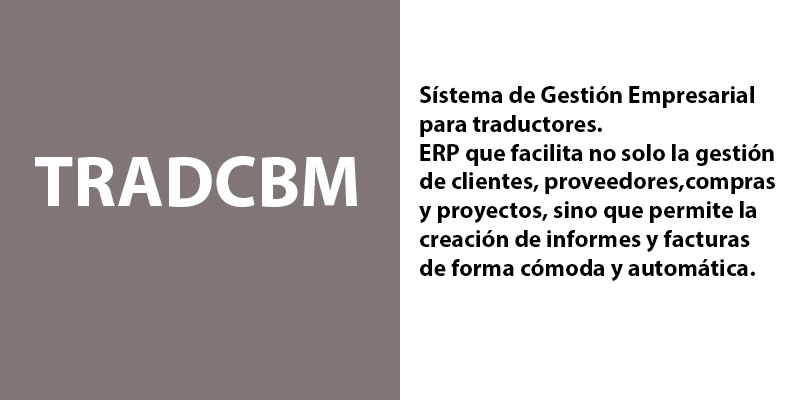 TRADCBM
Sístema de Gestión Empresarial
para traductores.
ERP que facilita no solo la gestión
de clientes, proveedores,compras
y proyectos, sino que permite la
creación de informes y facturas
de forma cómoda y automática.